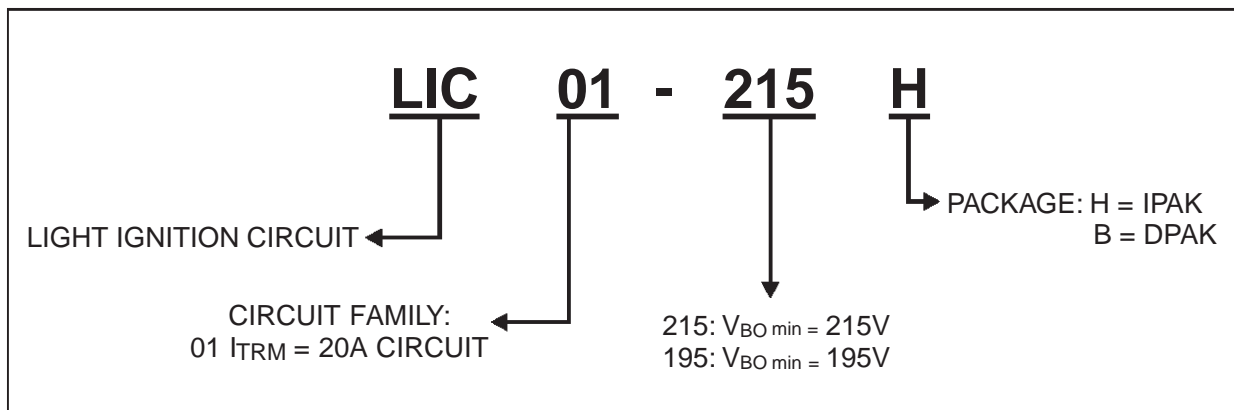 LIC 01 - 215 H
PACKAGE: H = IPAK
B = DPAK
LIGHT IGNITION CIRCUIT
CIRCUIT FAMILY:
01 ITRM = 20A CIRCUIT
215: VBO min = 215V
195: VBO min = 195V